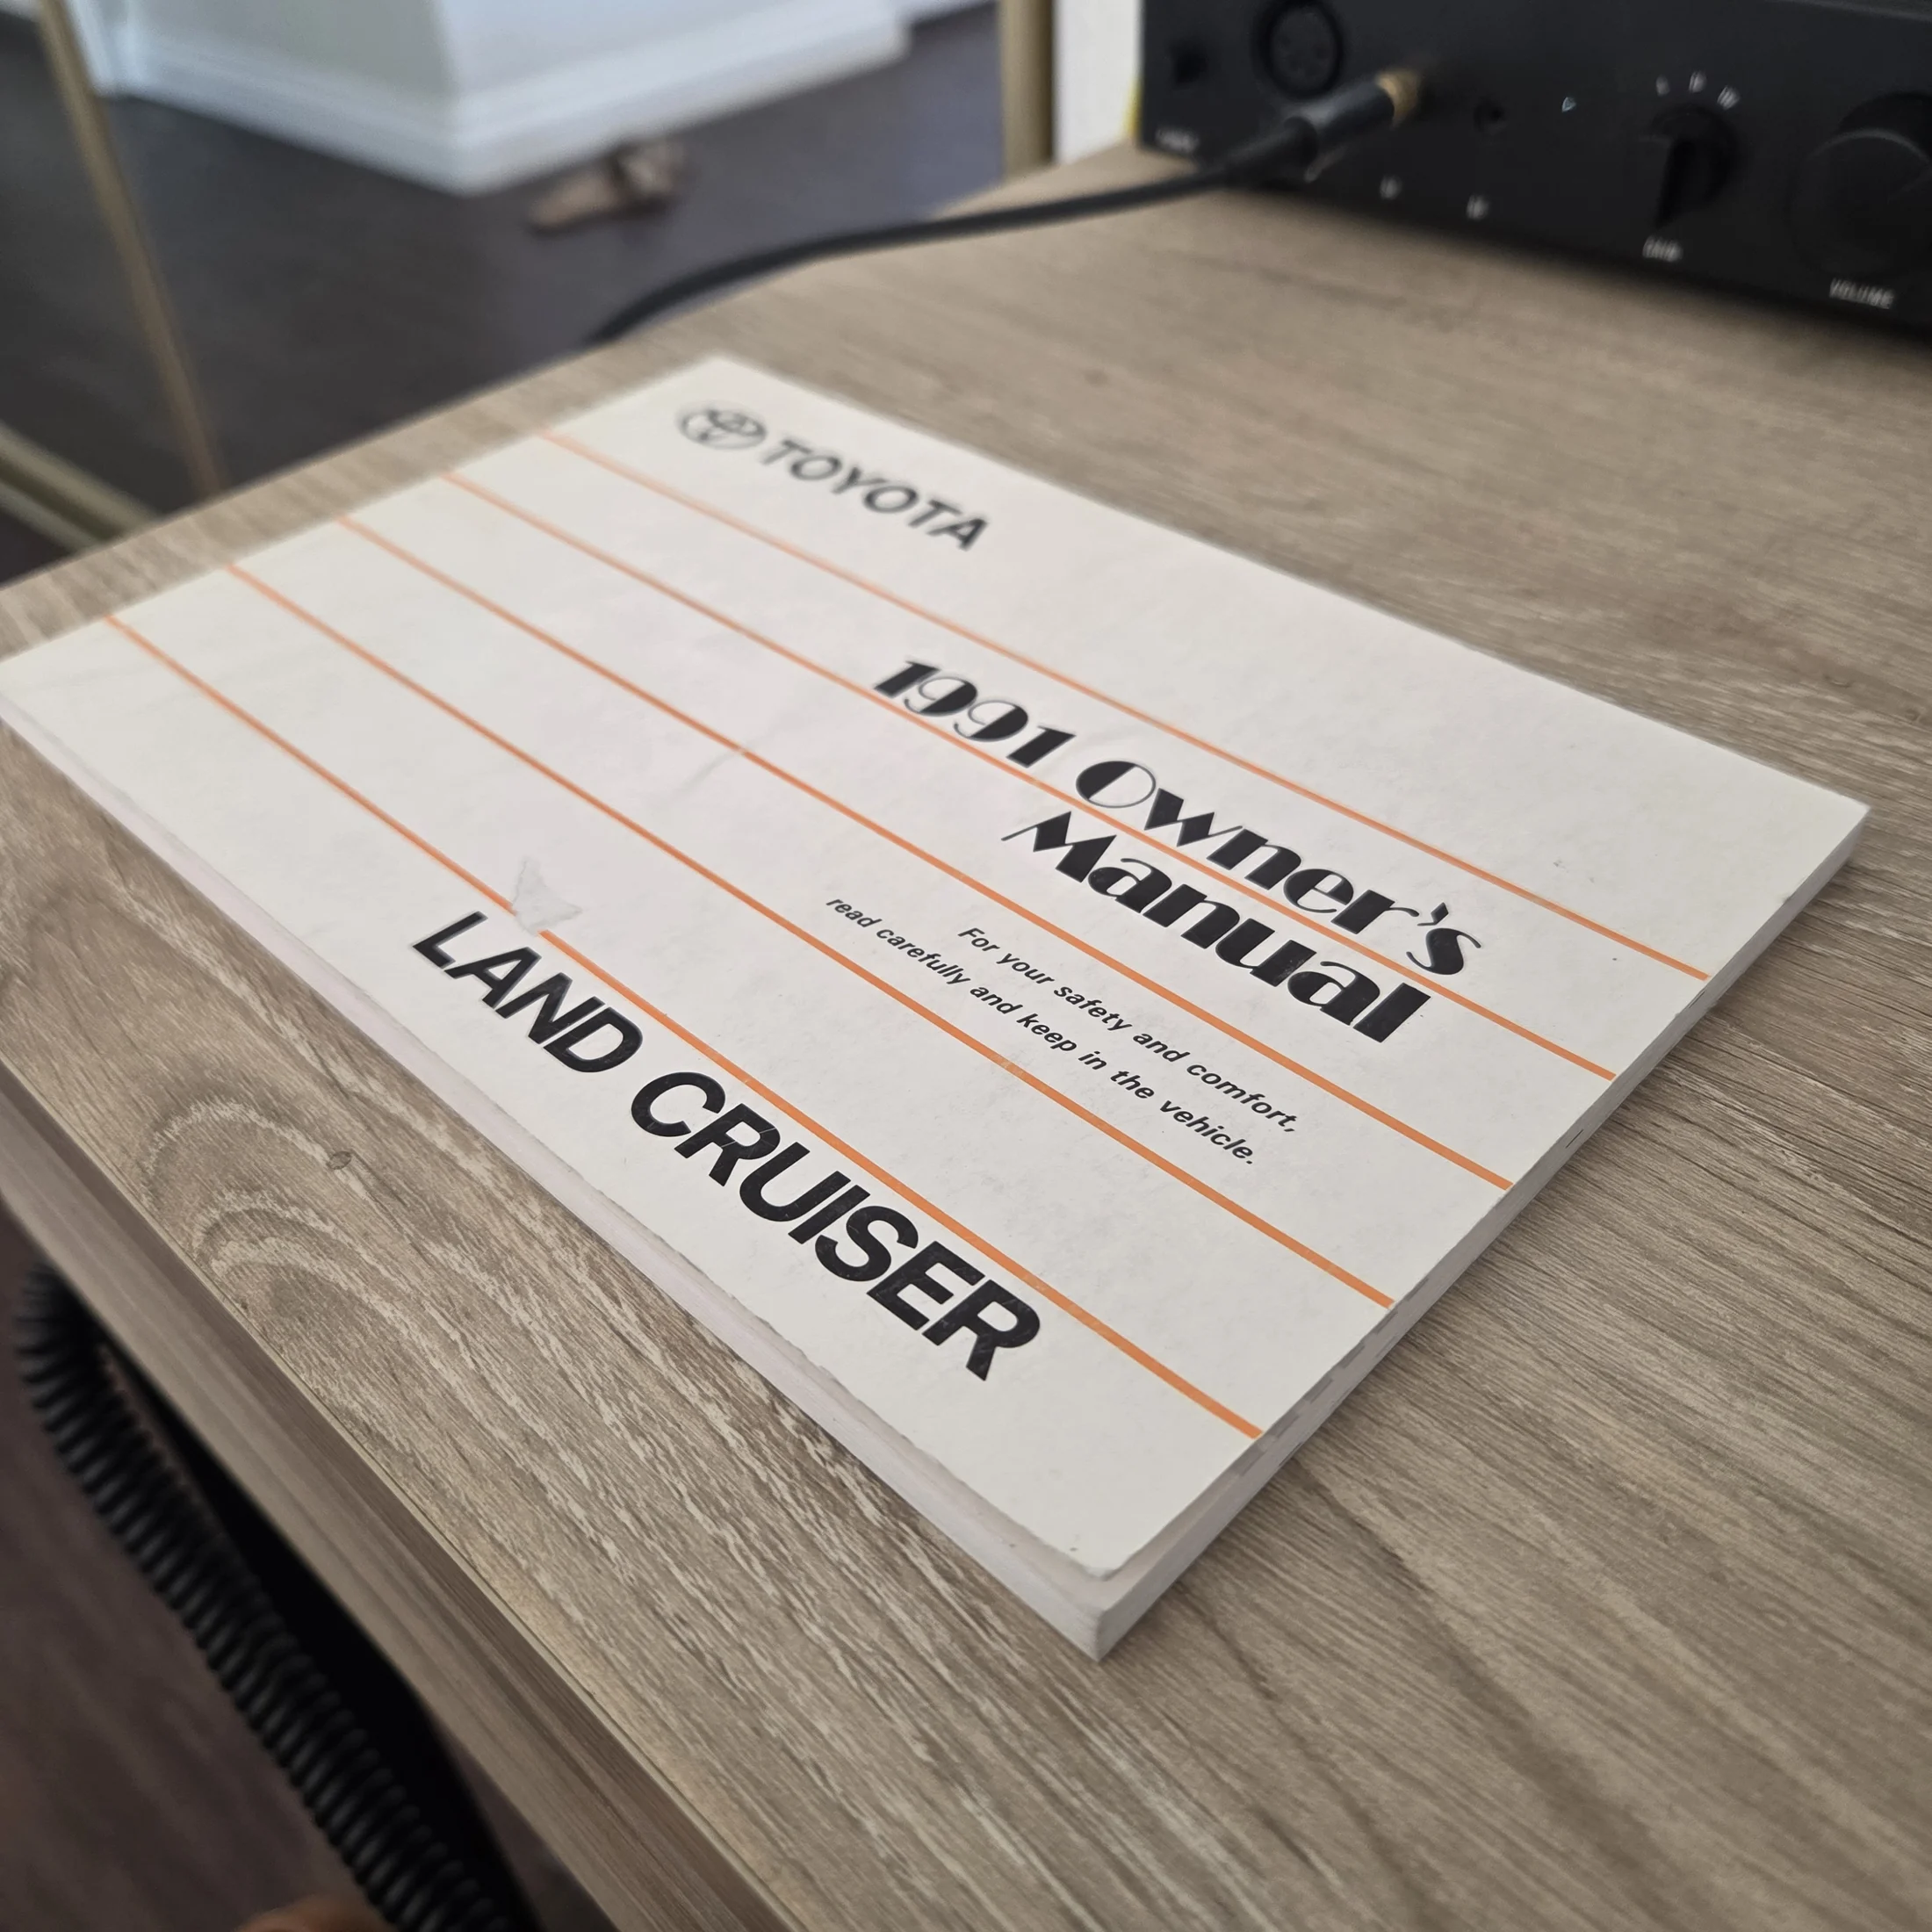 TOYOTA
1991 Owner's
Manual
For your safety and comfort,
read carefully and keep in the vehicle.
LAND CRUISER
GAIN
VOLUME